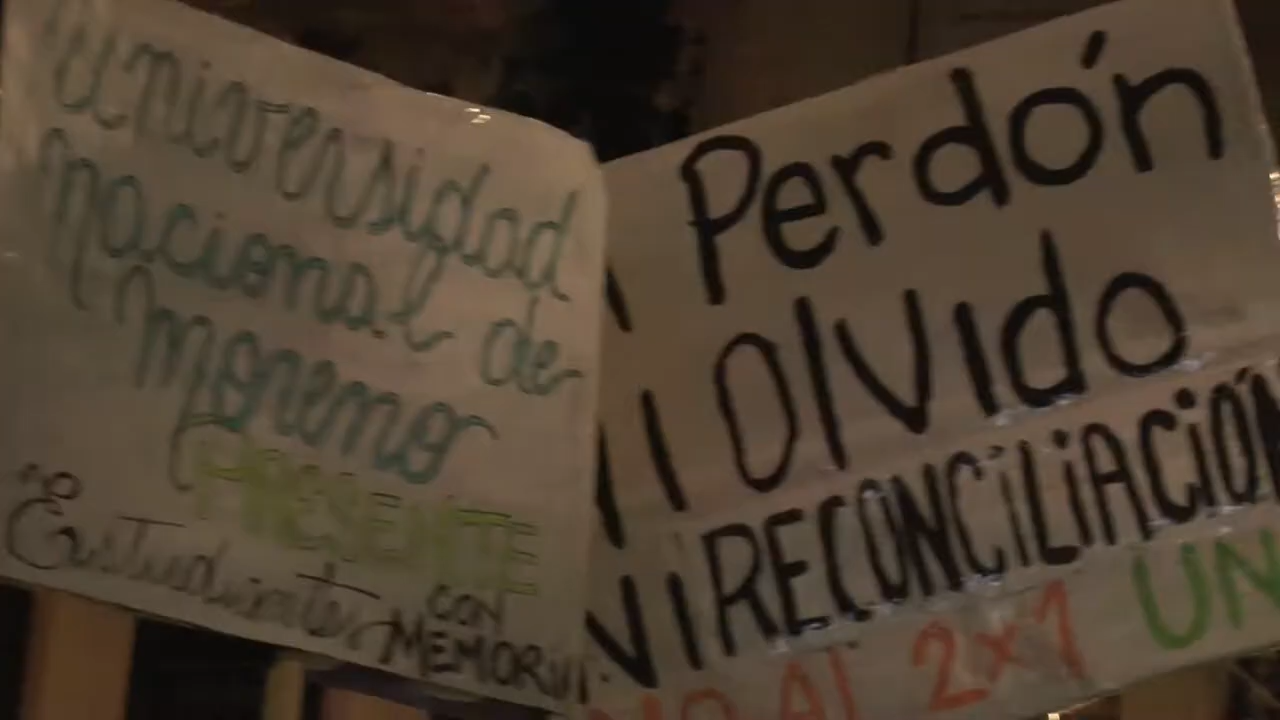 universidad
nacional de
moreno
PRESENTE
Estudiantes CON
MEMORIA
Perdón
Ni olvido
Ni RECONCILIACIÓN
NO Al 2x1 UN